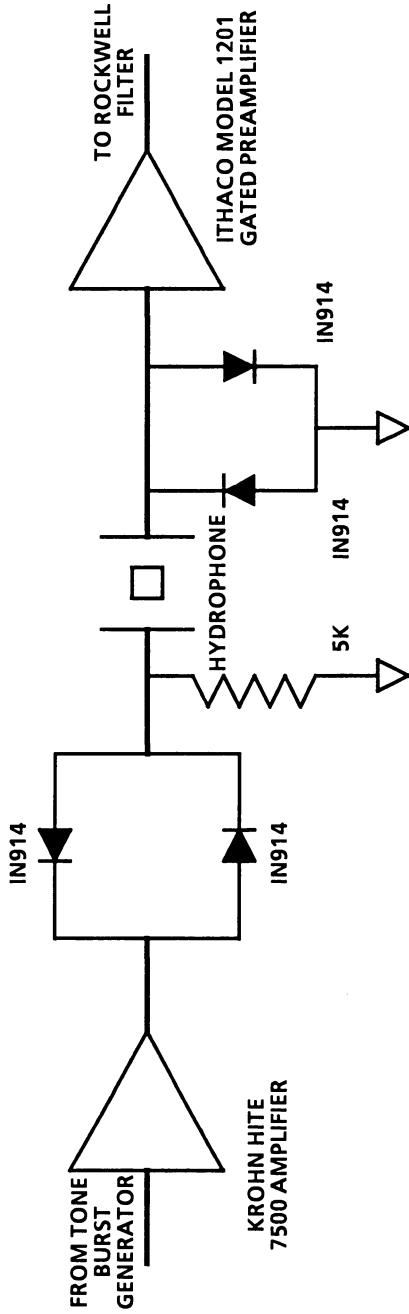 FROM TONE
BURST
GENERATOR
KROHN HITE
7500 AMPLIFIER
IN914
IN914
HYDROPHONE
5K
IN914
IN914
TO ROCKWELL
FILTER
ITHACO MODEL 1201
GATED PREAMPLIFIER